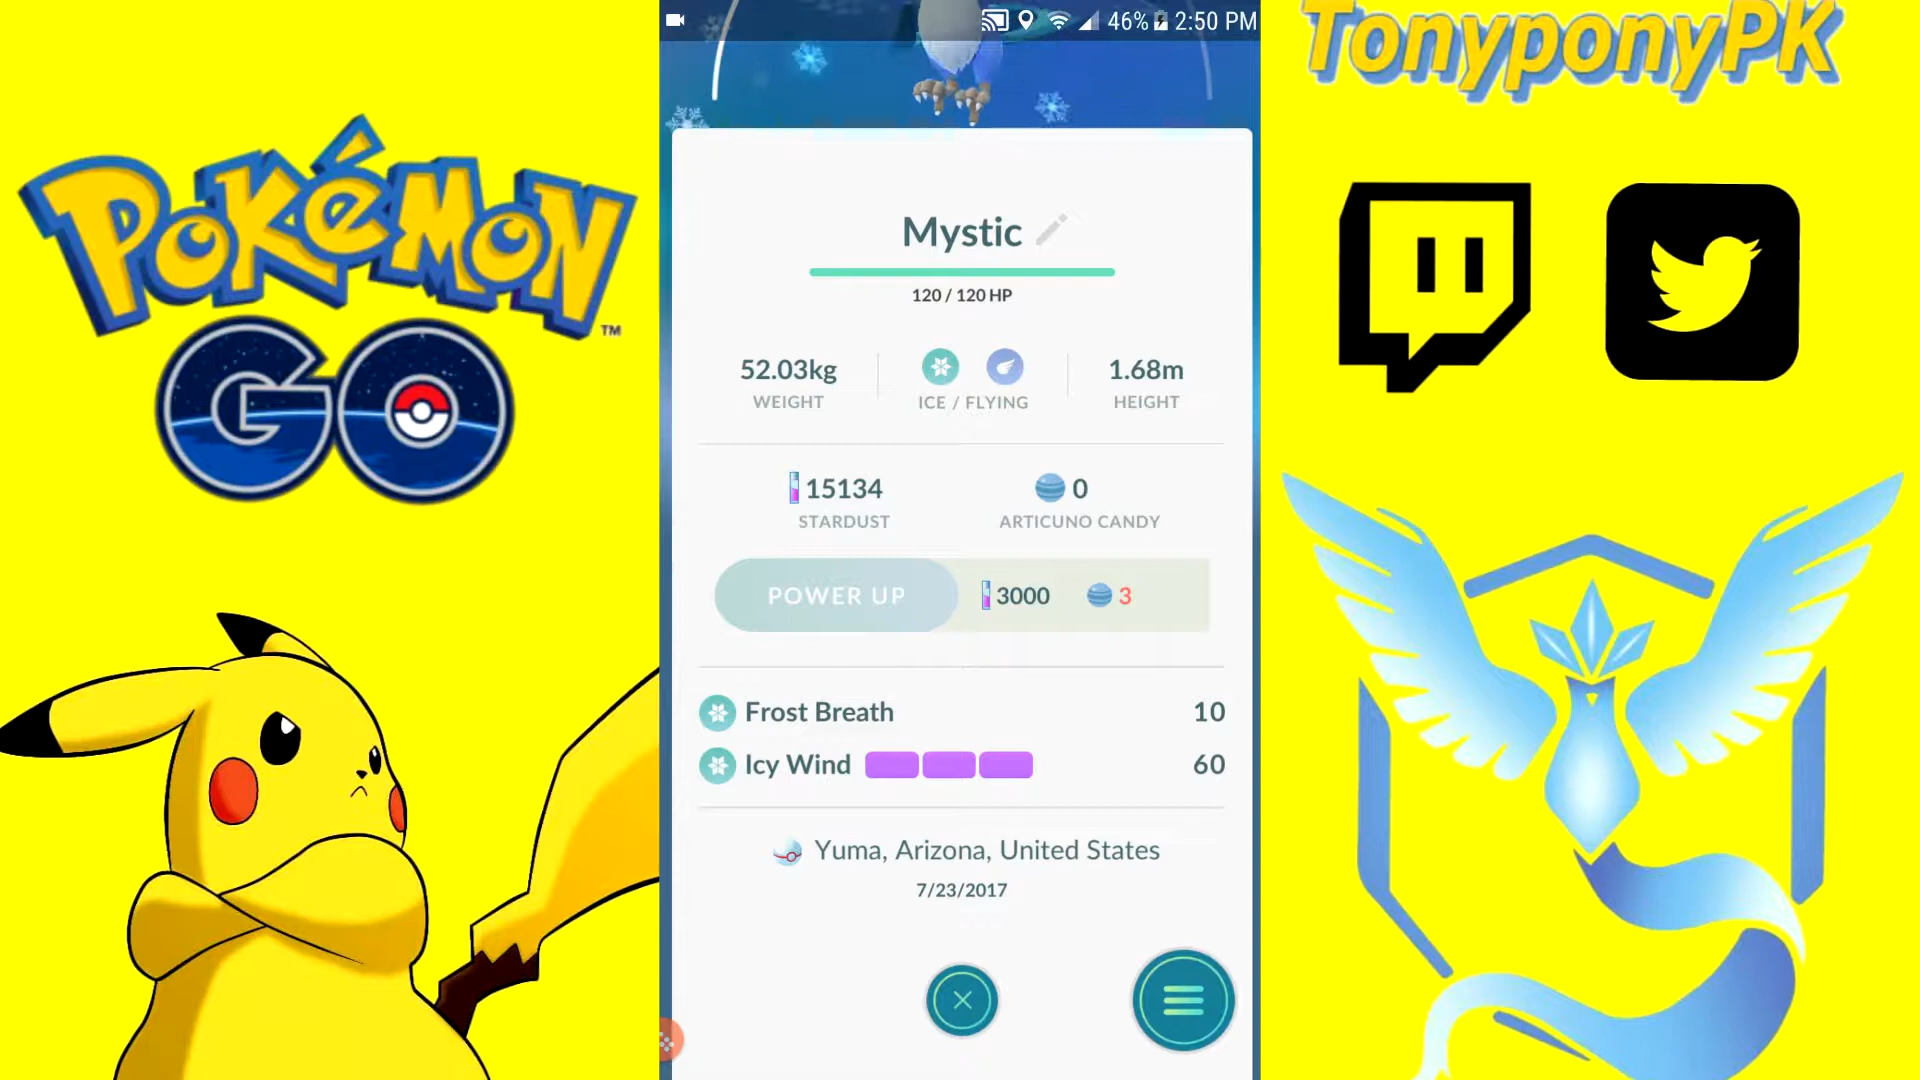 46% 2:50 PM
TonyponyPK
POKÉMON
GO
TM
Mystic
120 / 120 HP
52.03kg
WEIGHT
ICE / FLYING
1.68m
HEIGHT
15134
STARDUST
0
ARTICUNO CANDY
POWER UP
3000
3
Frost Breath 10
Icy Wind 60
Yuma, Arizona, United States
7/23/2017